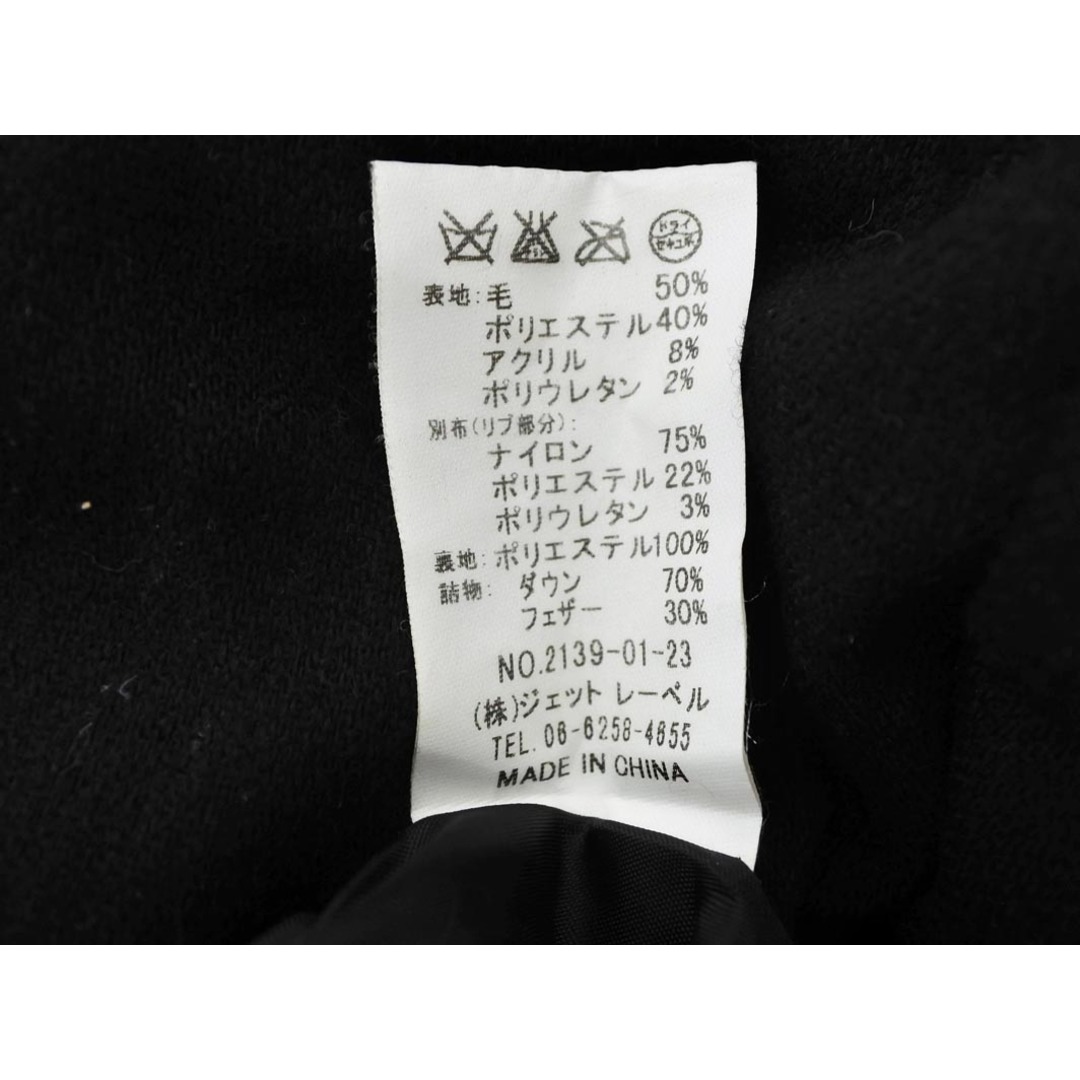 ドライ
セキユ系
表地:毛 50%
ポリエステル 40%
アクリル 8%
ポリウレタン 2%
別布(リブ部分):
ナイロン 75%
ポリエステル 22%
ポリウレタン 3%
裏地:ポリエステル100%
詰物: ダウン 70%
フェザー 30%
NO.2139-01-23
(株)ジェット レーベル
TEL. 06-6258-4655
MADE IN CHINA